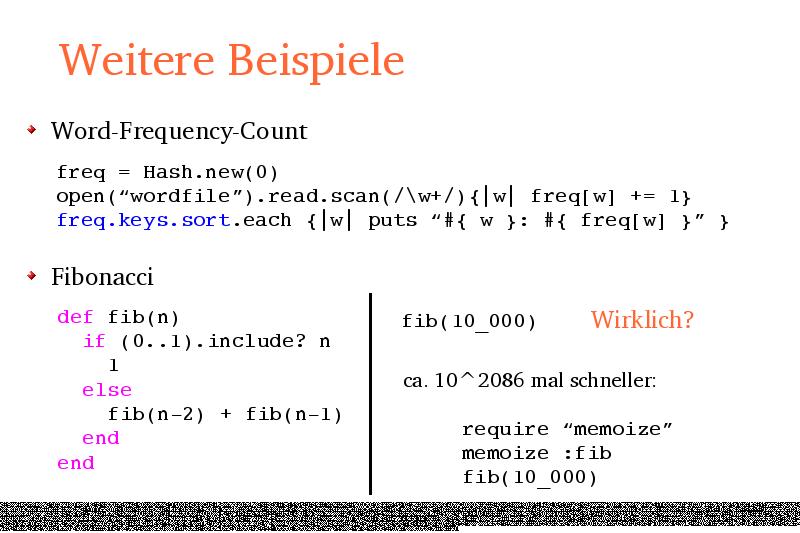 Weitere Beispiele
Word-Frequency-Count
freq = Hash.new(0)
open(“wordfile”).read.scan(/\w+/){|w| freq[w] += 1}
freq.keys.sort.each {|w| puts “#{ w }: #{ freq[w] }” }
Fibonacci
def fib(n)
if (0..1).include? n
1
else
fib(n-2) + fib(n-1)
end
end
fib(10_000) Wirklich?
ca. 10^2086 mal schneller:
require “memoize”
memoize :fib
fib(10_000)